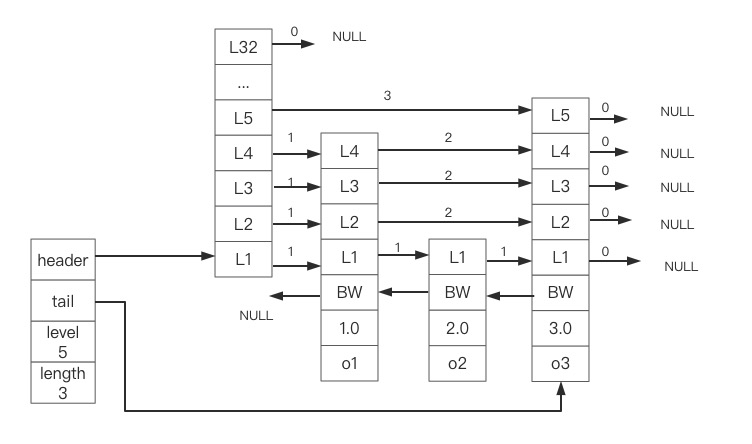 L32 0 NULL
...
L5 3 L5 0 NULL
L4 1 L4 2 L4 0 NULL
L3 1 L3 2 L3 0 NULL
L2 1 L2 2 L2 0 NULL
header L1 1 L1 1 L1 1 L1 0 NULL
tail NULL BW BW BW
level 1.0 2.0 3.0
5
length o1 o2 o3
3